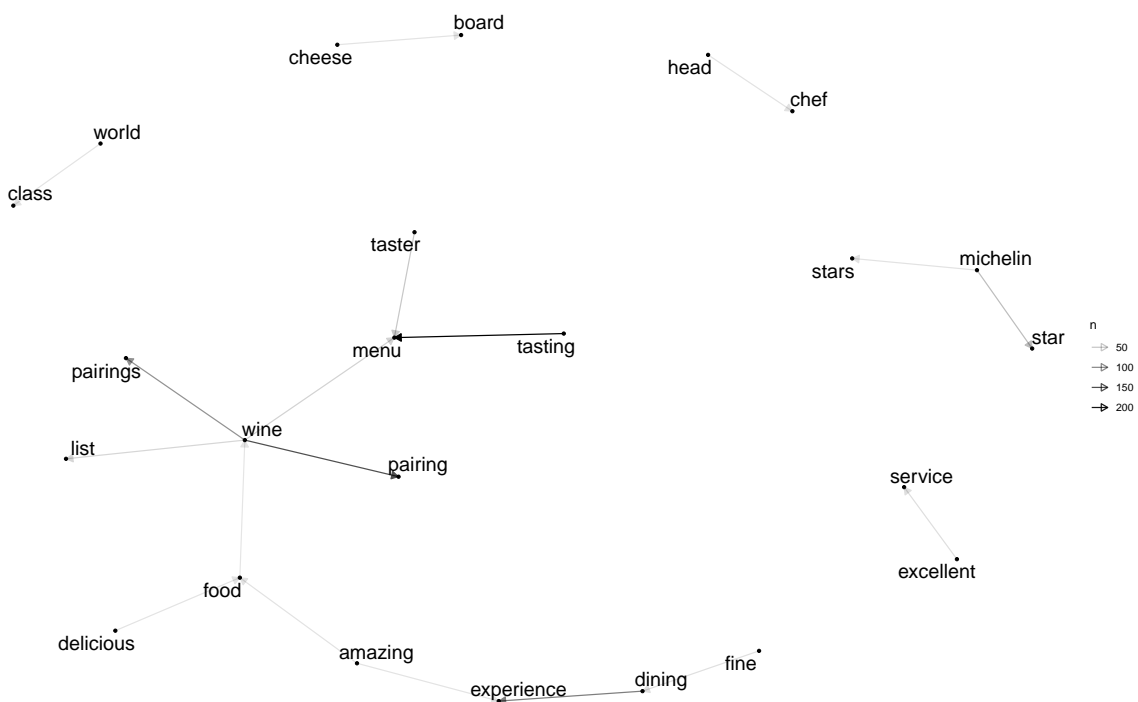 board
cheese
head
chef
world
class
taster
michelin
stars
menu
tasting
star
pairings
n
50
100
150
200
wine
list
pairing
service
excellent
food
delicious
amazing
fine
dining
experience